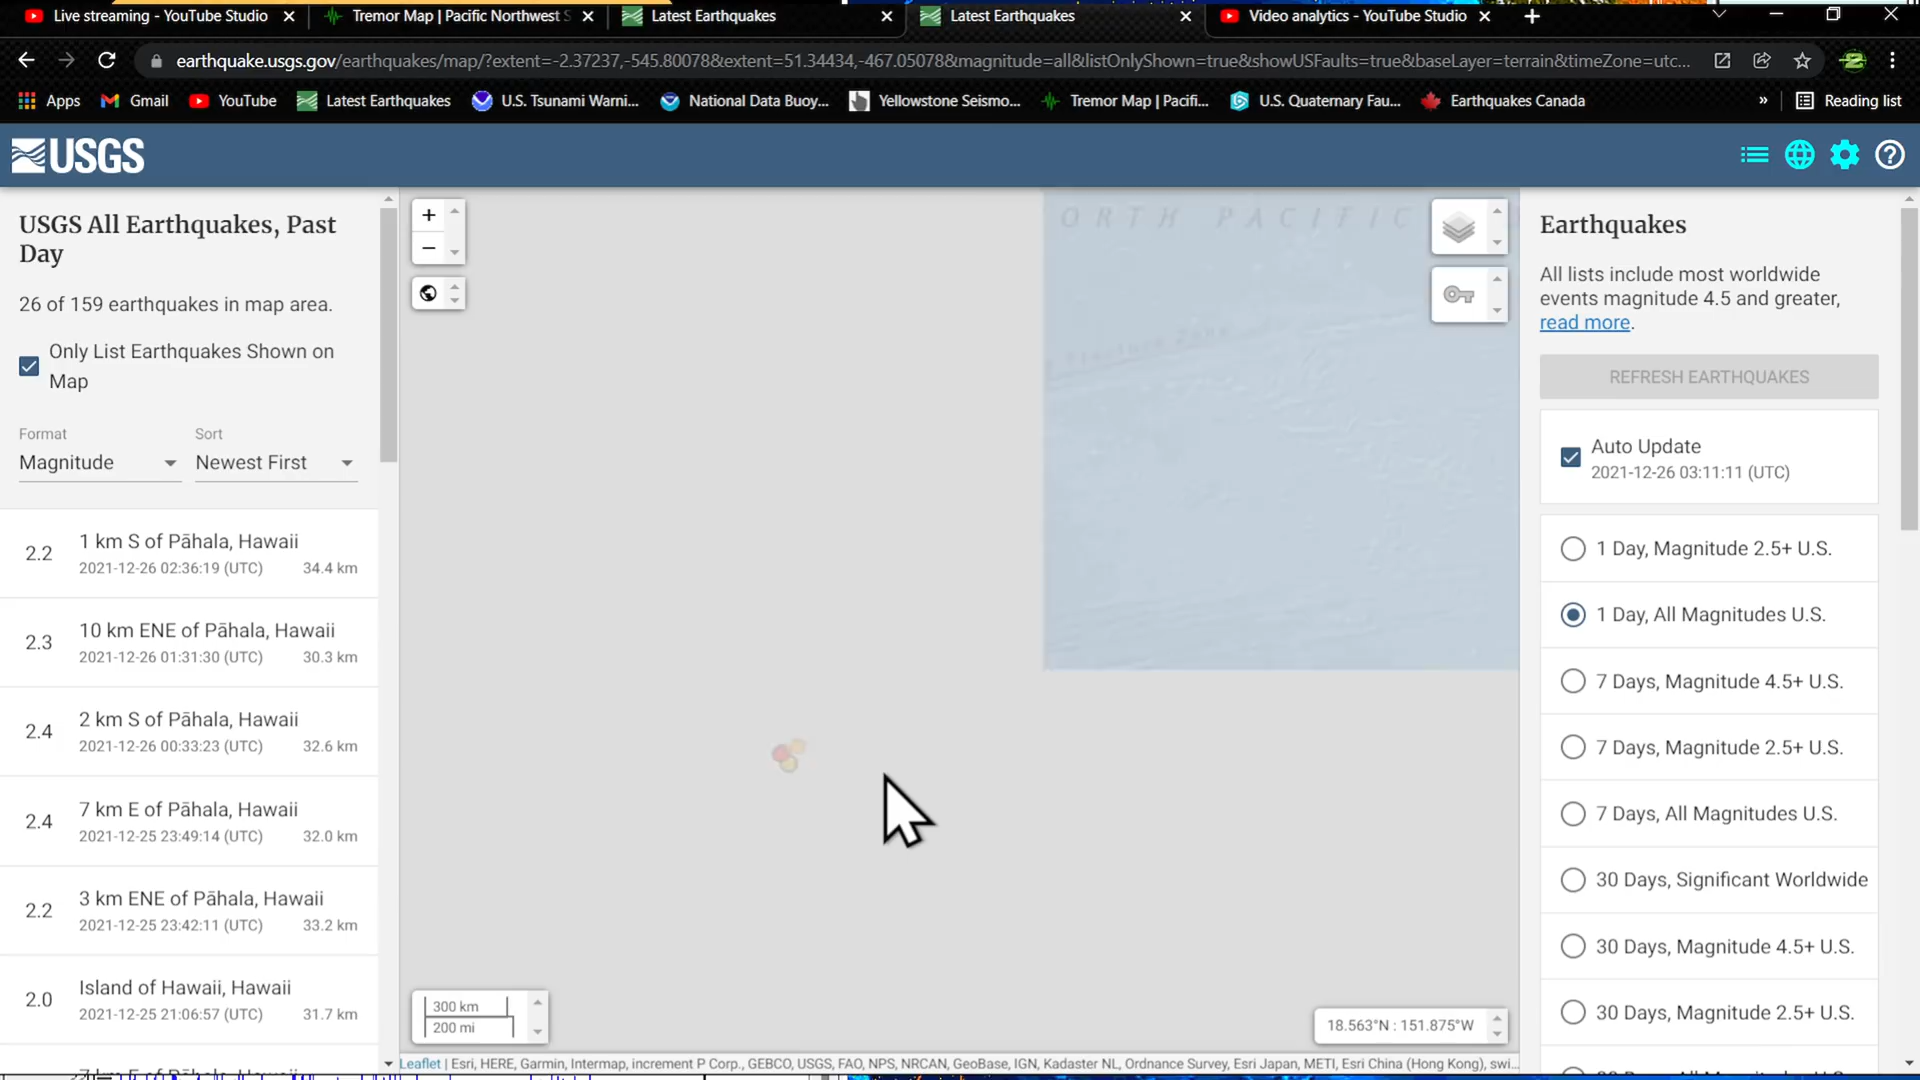 Live streaming - YouTube Studio
Tremor Map | Pacific Northwest S
Latest Earthquakes
Latest Earthquakes
Video analytics - YouTube Studio
earthquake.usgs.gov/earthquakes/map/?extent=-2.37237,-545.80078&extent=51.34434,-467.05078&magnitude=all&listOnlyShown=true&showUSFaults=true&baseLayer=terrain&timeZone=utc...
Apps
Gmail
YouTube
Latest Earthquakes
U.S. Tsunami Warni...
National Data Buoy...
Yellowstone Seismo...
Tremor Map | Pacifi...
U.S. Quaternary Fau...
Earthquakes Canada
»
Reading list
USGS
USGS All Earthquakes, Past
Day
26 of 159 earthquakes in map area.
Only List Earthquakes Shown on
Map
Format
Sort
Magnitude
Newest First
2.2
1 km S of Pāhala, Hawaii
2021-12-26 02:36:19 (UTC)
34.4 km
2.3
10 km ENE of Pāhala, Hawaii
2021-12-26 01:31:30 (UTC)
30.3 km
2.4
2 km S of Pāhala, Hawaii
2021-12-26 00:33:23 (UTC)
32.6 km
2.4
7 km E of Pāhala, Hawaii
2021-12-25 23:49:14 (UTC)
32.0 km
2.2
3 km ENE of Pāhala, Hawaii
2021-12-25 23:42:11 (UTC)
33.2 km
2.0
Island of Hawaii, Hawaii
2021-12-25 21:06:57 (UTC)
31.7 km
+
−
ORTH PACIFIC
300 km
200 mi
18.563°N : 151.875°W
Leaflet | Esri, HERE, Garmin, Intermap, increment P Corp., GEBCO, USGS, FAO, NPS, NRCAN, GeoBase, IGN, Kadaster NL, Ordnance Survey, Esri Japan, METI, Esri China (Hong Kong), swi...
Earthquakes
All lists include most worldwide
events magnitude 4.5 and greater,
read more.
REFRESH EARTHQUAKES
Auto Update
2021-12-26 03:11:11 (UTC)
1 Day, Magnitude 2.5+ U.S.
1 Day, All Magnitudes U.S.
7 Days, Magnitude 4.5+ U.S.
7 Days, Magnitude 2.5+ U.S.
7 Days, All Magnitudes U.S.
30 Days, Significant Worldwide
30 Days, Magnitude 4.5+ U.S.
30 Days, Magnitude 2.5+ U.S.